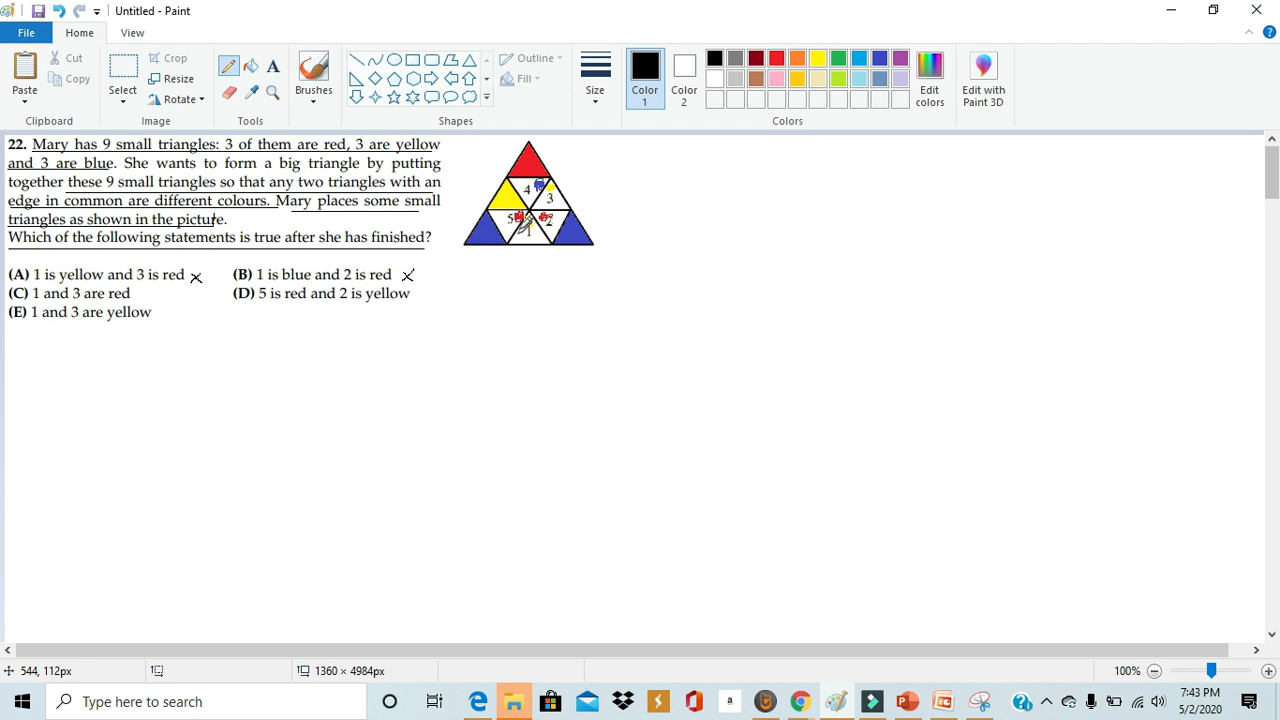 Untitled - Paint
File Home View
Paste
Cut
Copy
Clipboard
Select
Crop
Resize
Rotate
Image
Tools
Brushes
Outline
Fill
Shapes
Size
Color 1
Color 2
Edit colors
Edit with Paint 3D
Colors
22. Mary has 9 small triangles: 3 of them are red, 3 are yellow
and 3 are blue. She wants to form a big triangle by putting
together these 9 small triangles so that any two triangles with an
edge in common are different colours. Mary places some small
triangles as shown in the picture.
Which of the following statements is true after she has finished?
4
3
5
2
1
(A) 1 is yellow and 3 is red (B) 1 is blue and 2 is red
(C) 1 and 3 are red (D) 5 is red and 2 is yellow
(E) 1 and 3 are yellow
544, 112px 1360 × 4984px 100%
Type here to search
7:43 PM
5/2/2020